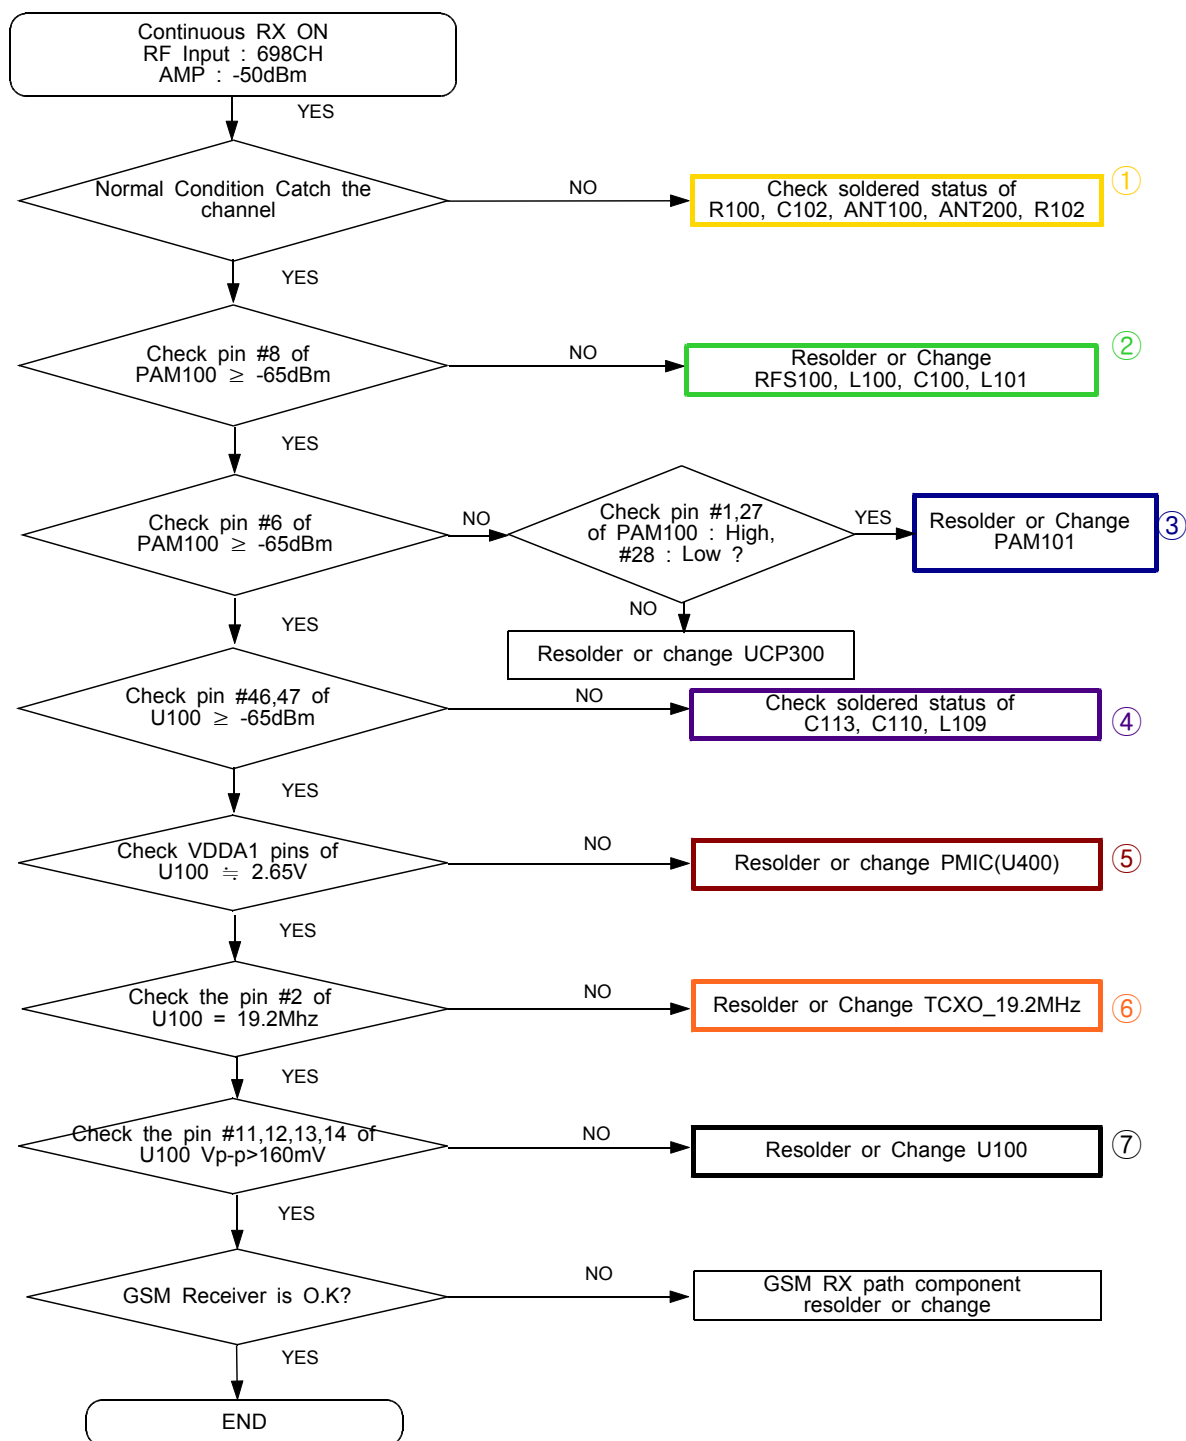 Continuous RX ON
RF Input : 698CH
AMP : -50dBm
YES
Normal Condition Catch the
channel
NO
Check soldered status of
R100, C102, ANT100, ANT200, R102
①
YES
Check pin #8 of
PAM100 ≥ -65dBm
NO
Resolder or Change
RFS100, L100, C100, L101
②
YES
Check pin #6 of
PAM100 ≥ -65dBm
NO
Check pin #1,27
of PAM100 : High,
#28 : Low ?
YES
Resolder or Change
PAM101
③
NO
Resolder or change UCP300
YES
Check pin #46,47 of
U100 ≥ -65dBm
NO
Check soldered status of
C113, C110, L109
④
YES
Check VDDA1 pins of
U100 ≒ 2.65V
NO
Resolder or change PMIC(U400)
⑤
YES
Check the pin #2 of
U100 = 19.2Mhz
NO
Resolder or Change TCXO_19.2MHz
⑥
YES
Check the pin #11,12,13,14 of
U100 Vp-p>160mV
NO
Resolder or Change U100
⑦
YES
GSM Receiver is O.K?
NO
GSM RX path component
resolder or change
YES
END